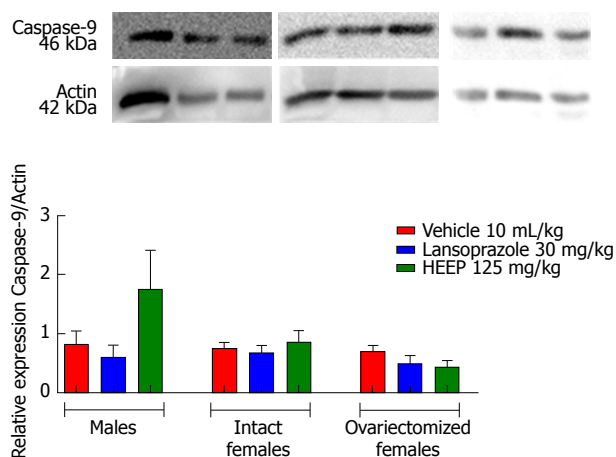 Caspase-9
46 kDa
Actin
42 kDa
Relative expression Caspase-9/Actin
3
2
1
0
Vehicle 10 mL/kg
Lansoprazole 30 mg/kg
HEEP 125 mg/kg
Males
Intact
females
Ovariectomized
females